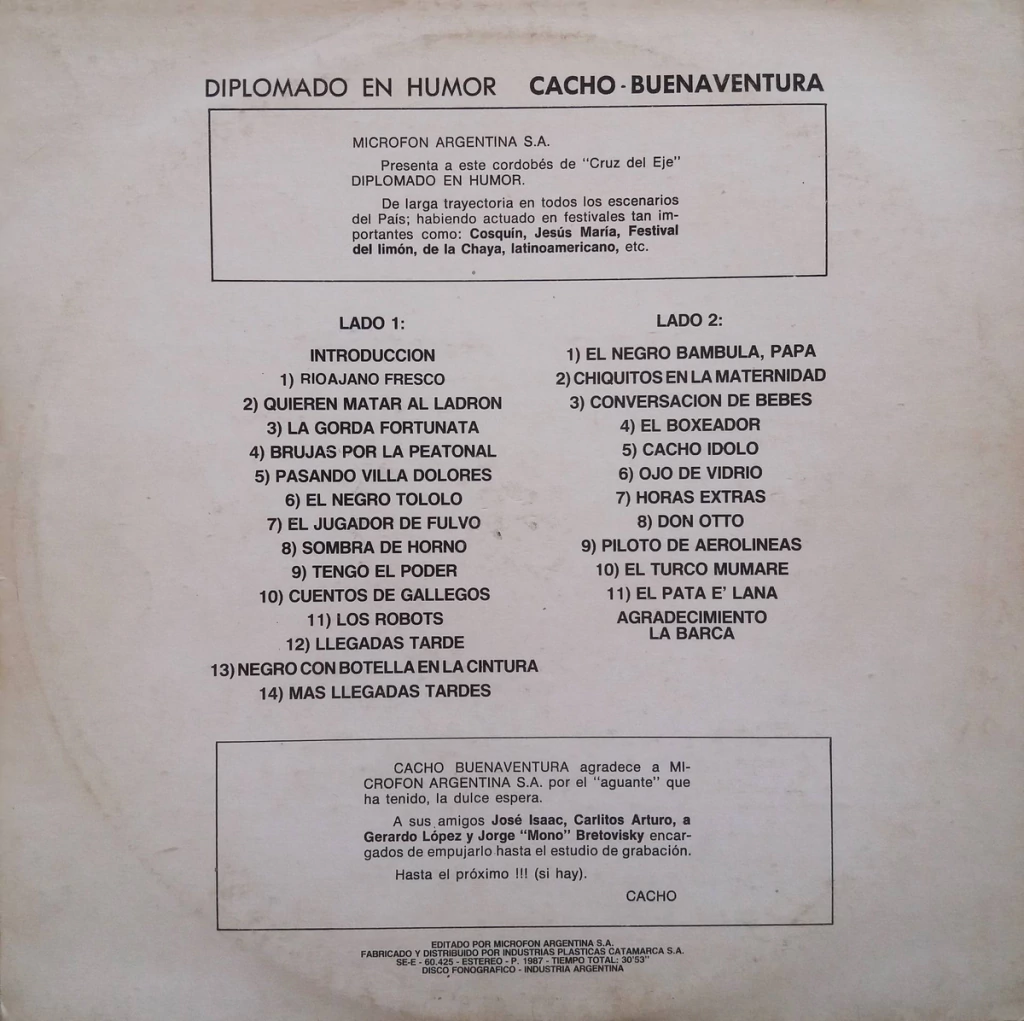 DIPLOMADO EN HUMOR CACHO - BUENAVENTURA
MICROFON ARGENTINA S.A.
Presenta a este cordobés de "Cruz del Eje"
DIPLOMADO EN HUMOR.
De larga trayectoria en todos los escenarios
del País; habiendo actuado en festivales tan im-
portantes como: Cosquín, Jesús María, Festival
del limón, de la Chaya, latinoamericano, etc.
LADO 1:
INTRODUCCION
1) RIOAJANO FRESCO
2) QUIEREN MATAR AL LADRON
3) LA GORDA FORTUNATA
4) BRUJAS POR LA PEATONAL
5) PASANDO VILLA DOLORES
6) EL NEGRO TOLOLO
7) EL JUGADOR DE FULVO
8) SOMBRA DE HORNO
9) TENGO EL PODER
10) CUENTOS DE GALLEGOS
11) LOS ROBOTS
12) LLEGADAS TARDE
13) NEGRO CON BOTELLA EN LA CINTURA
14) MAS LLEGADAS TARDES
LADO 2:
1) EL NEGRO BAMBULA, PAPA
2) CHIQUITOS EN LA MATERNIDAD
3) CONVERSACION DE BEBES
4) EL BOXEADOR
5) CACHO IDOLO
6) OJO DE VIDRIO
7) HORAS EXTRAS
8) DON OTTO
9) PILOTO DE AEROLINEAS
10) EL TURCO MUMARE
11) EL PATA E' LANA
AGRADECIMIENTO
LA BARCA
CACHO BUENAVENTURA agradece a MI-
CROFON ARGENTINA S.A. por el "aguante" que
ha tenido, la dulce espera.
A sus amigos José Isaac, Carlitos Arturo, a
Gerardo López y Jorge "Mono" Bretovisky encar-
gados de empujarlo hasta el estudio de grabación.
Hasta el próximo !!! (si hay).
CACHO
EDITADO POR MICROFON ARGENTINA S.A.
FABRICADO Y DISTRIBUIDO POR INDUSTRIAS PLASTICAS CATAMARCA S.A.
SE-E - 60.425 - ESTEREO - P. 1987 - TIEMPO TOTAL: 30'53"
DISCO FONOGRAFICO - INDUSTRIA ARGENTINA